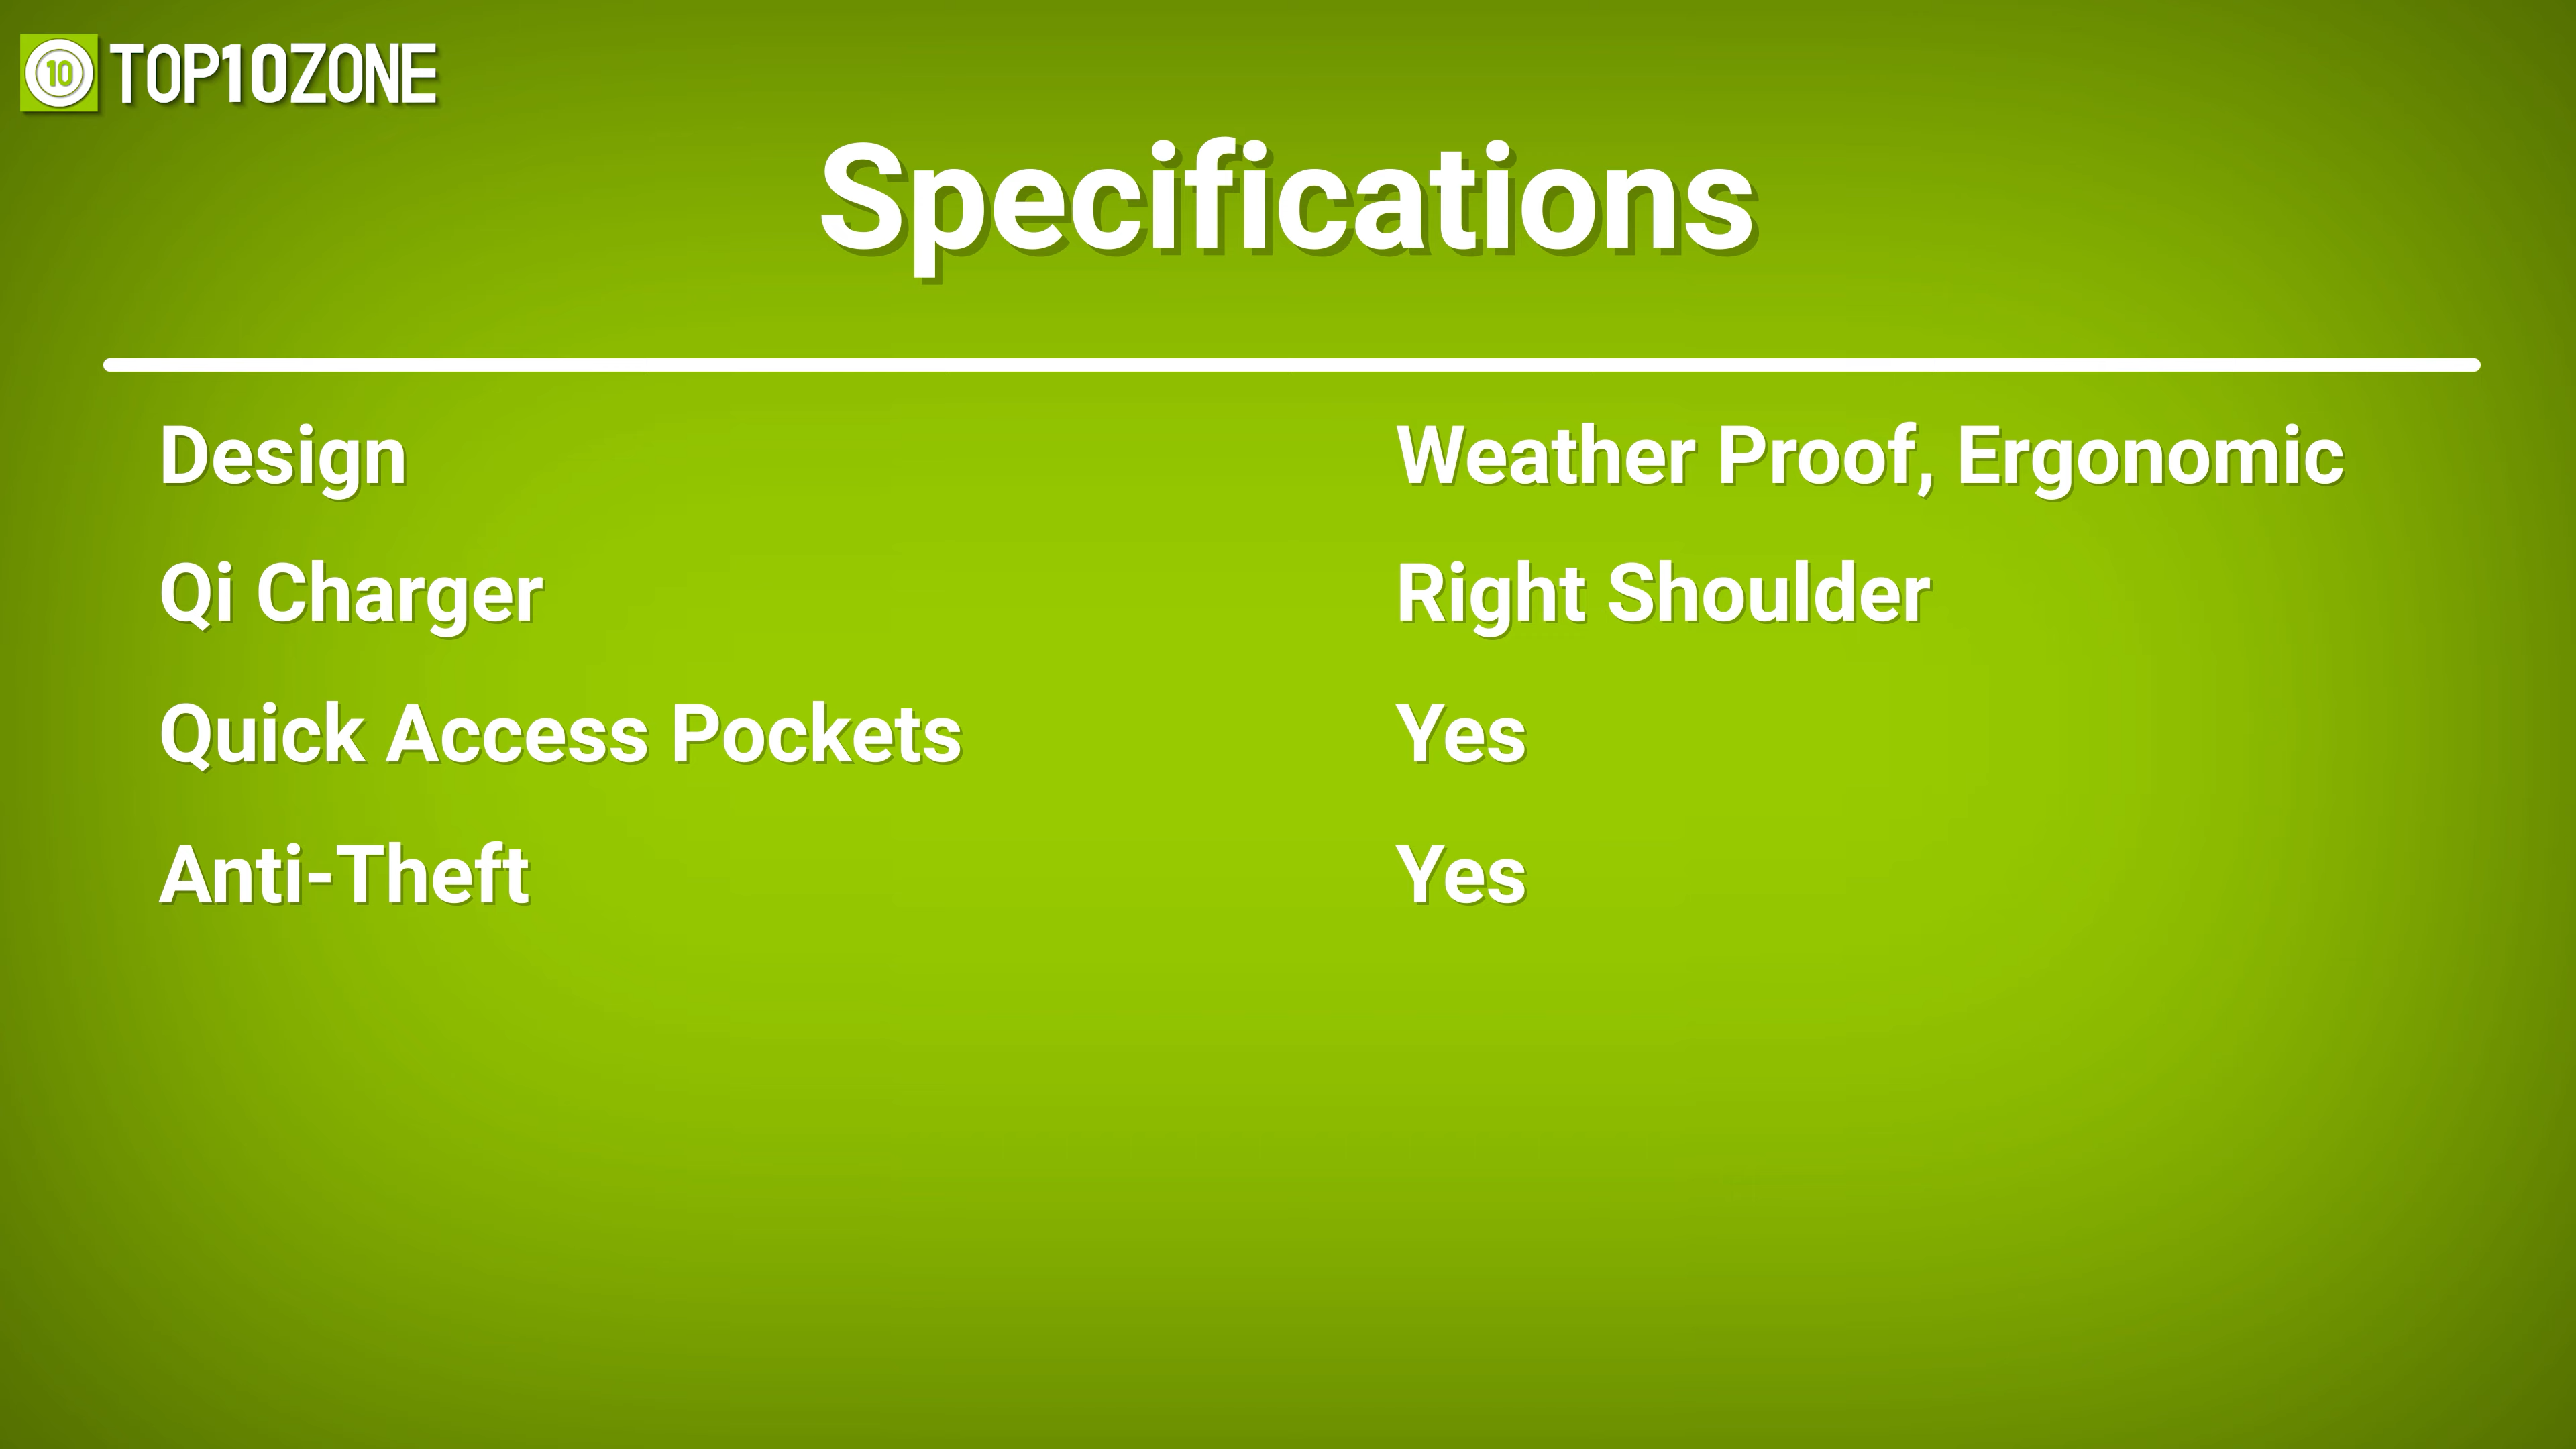 10 TOP10ZONE
Specifications
Design Weather Proof, Ergonomic
Qi Charger Right Shoulder
Quick Access Pockets Yes
Anti-Theft Yes